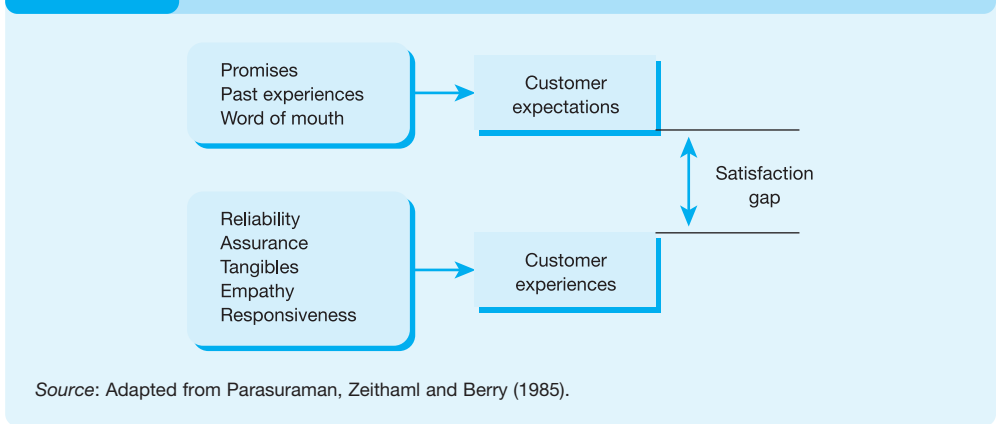 Promises
Past experiences
Word of mouth
Customer
expectations
Satisfaction
gap
Reliability
Assurance
Tangibles
Empathy
Responsiveness
Customer
experiences
Source: Adapted from Parasuraman, Zeithaml and Berry (1985).